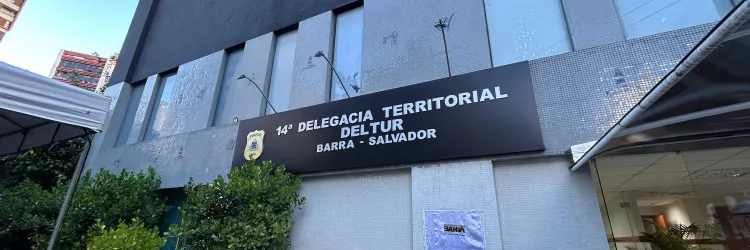 14ª DELEGACIA TERRITORIAL
DELTUR
BARRA - SALVADOR